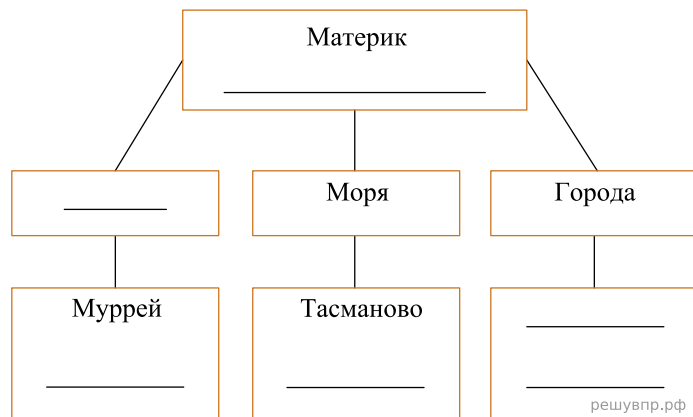 Материк
Моря
Города
Муррей
Тасманово
решувпр.рф